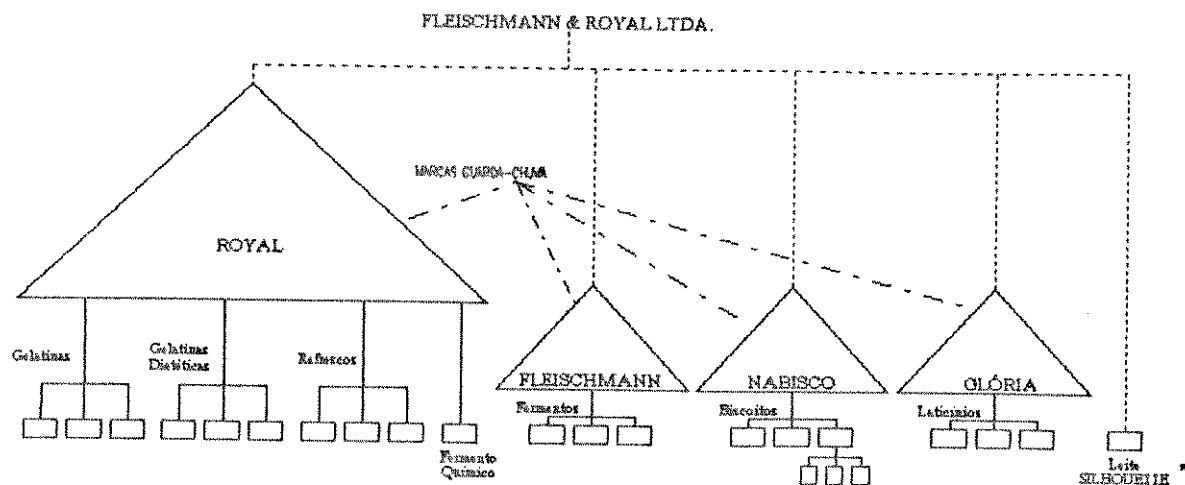 FLEISCHMANN & ROYAL LTDA.
MARCAS GUARDA-CHUVA
ROYAL
Gelatinas
Gelatinas
Dietéticas
Refrescos
Fermento
Químico
FLEISCHMANN
Fermentos
NABISCO
Biscoitos
GLÓRIA
Laticínios
Leite
SILHOUETTE